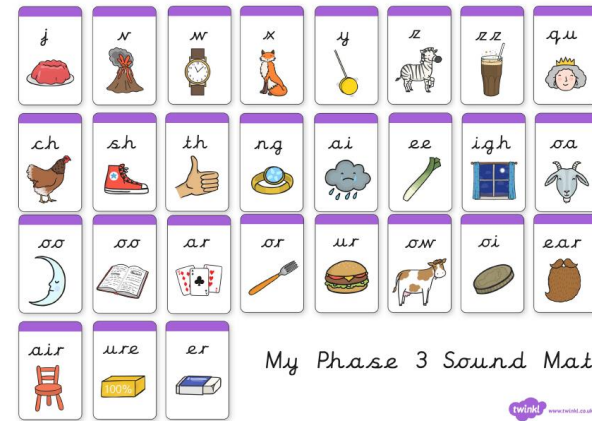 j v w x y z zz qu
ch sh th ng ai ee igh oa
oo oo ar or ur ow oi ear
100%
air ure er
My Phase 3 Sound Mat
twinkl www.twinkl.co.uk